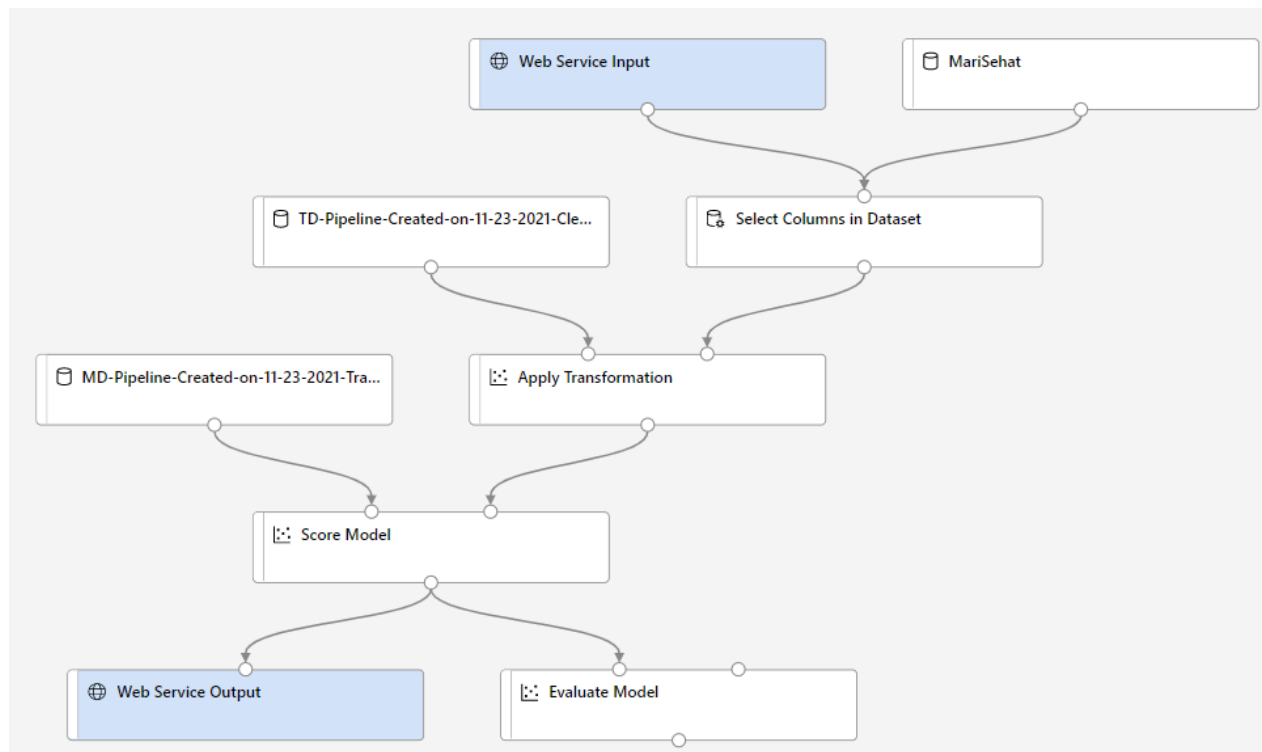 Web Service Input
MariSehat
TD-Pipeline-Created-on-11-23-2021-Cle...
Select Columns in Dataset
MD-Pipeline-Created-on-11-23-2021-Tra...
Apply Transformation
Score Model
Web Service Output
Evaluate Model